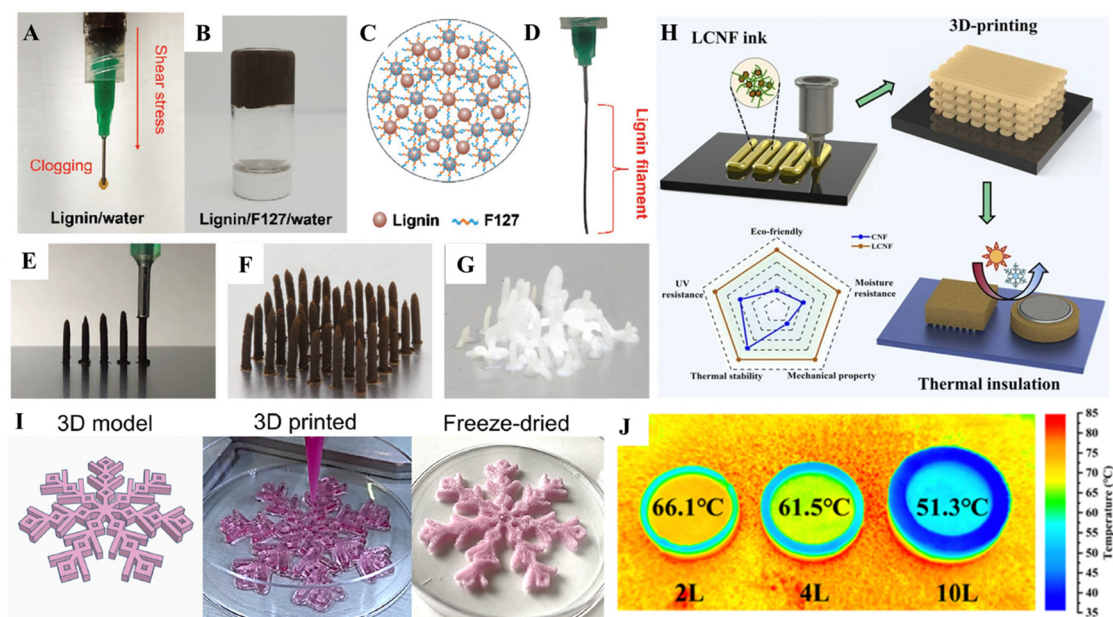 A
Shear stress
Clogging
Lignin/water
B
Lignin/F127/water
C
Lignin
F127
D
Lignin filament
E
F
G
H
LCNF ink
3D-printing
Eco-friendly
CNF
LCNF
UV
resistance
Moisture
resistance
Thermal stability
Mechanical property
Thermal insulation
I
3D model
3D printed
Freeze-dried
J
66.1°C
61.5°C
51.3°C
2L
4L
10L
85
80
75
70
65
60
55
50
45
40
35
Temperature(°C)